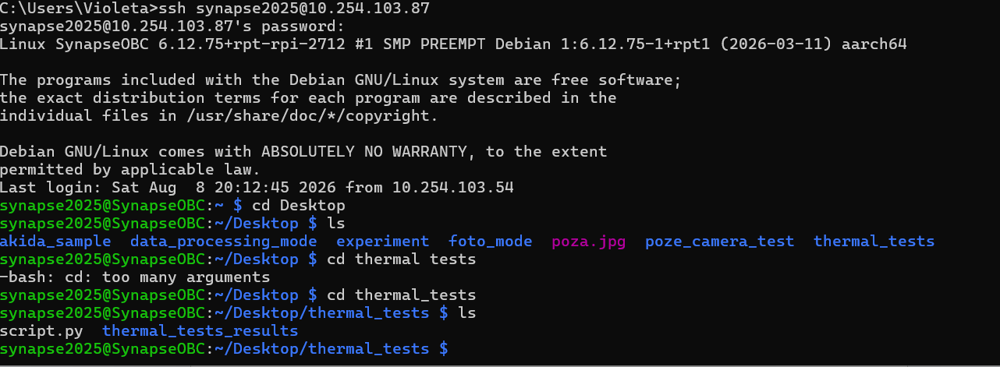 C:\Users\Violeta>ssh synapse2025@10.254.103.87
synapse2025@10.254.103.87's password:
Linux SynapseOBC 6.12.75+rpt-rpi-2712 #1 SMP PREEMPT Debian 1:6.12.75-1+rpt1 (2026-03-11) aarch64

The programs included with the Debian GNU/Linux system are free software;
the exact distribution terms for each program are described in the
individual files in /usr/share/doc/*/copyright.

Debian GNU/Linux comes with ABSOLUTELY NO WARRANTY, to the extent
permitted by applicable law.
Last login: Sat Aug  8 20:12:45 2026 from 10.254.103.54
synapse2025@SynapseOBC:~ $ cd Desktop
synapse2025@SynapseOBC:~/Desktop $ ls
akida_sample  data_processing_mode  experiment  foto_mode  poza.jpg  poze_camera_test  thermal_tests
synapse2025@SynapseOBC:~/Desktop $ cd thermal tests
-bash: cd: too many arguments
synapse2025@SynapseOBC:~/Desktop $ cd thermal_tests
synapse2025@SynapseOBC:~/Desktop/thermal_tests $ ls
script.py  thermal_tests_results
synapse2025@SynapseOBC:~/Desktop/thermal_tests $